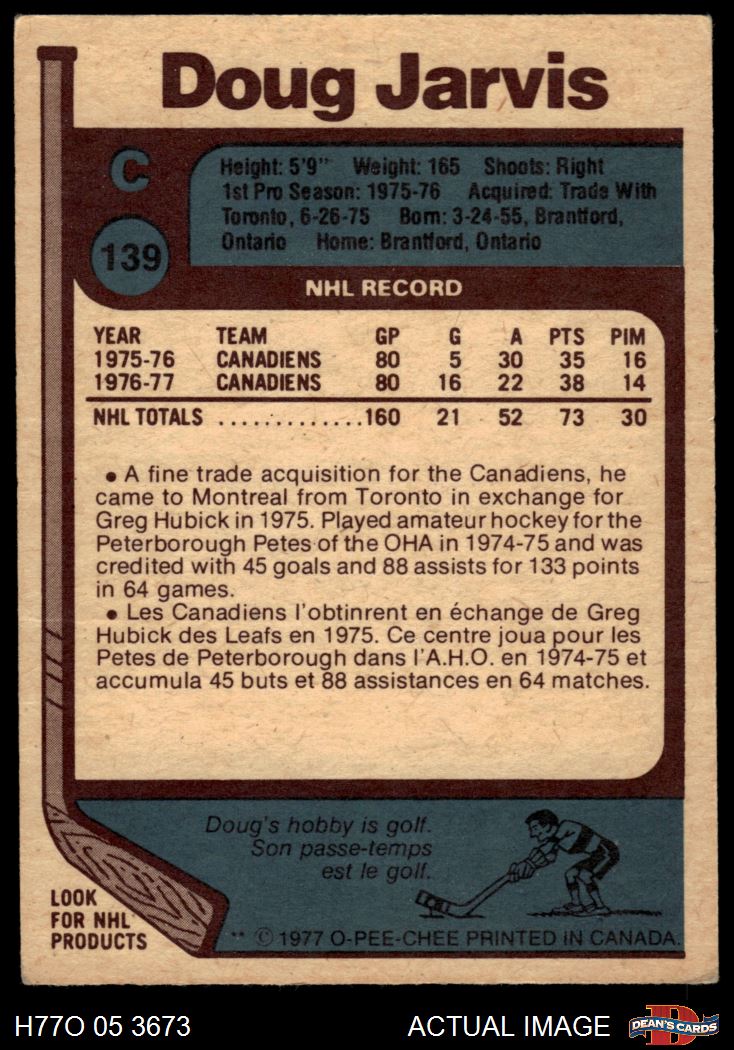 Doug Jarvis
C
139
Height: 5'9" Weight: 165 Shoots: Right
1st Pro Season: 1975-76 Acquired: Trade With
Toronto, 6-26-75 Born: 3-24-55, Brantford,
Ontario Home: Brantford, Ontario
NHL RECORD
YEAR TEAM GP G A PTS PIM
1975-76 CANADIENS 80 5 30 35 16
1976-77 CANADIENS 80 16 22 38 14
NHL TOTALS .............160 21 52 73 30
• A fine trade acquisition for the Canadiens, he
came to Montreal from Toronto in exchange for
Greg Hubick in 1975. Played amateur hockey for the
Peterborough Petes of the OHA in 1974-75 and was
credited with 45 goals and 88 assists for 133 points
in 64 games.
• Les Canadiens l'obtinrent en échange de Greg
Hubick des Leafs en 1975. Ce centre joua pour les
Petes de Peterborough dans l'A.H.O. en 1974-75 et
accumula 45 buts et 88 assistances en 64 matches.
Doug's hobby is golf.
Son passe-temps
est le golf.
LOOK
FOR NHL
PRODUCTS
** © 1977 O-PEE-CHEE PRINTED IN CANADA.
H77O 05 3673 ACTUAL IMAGE D DEAN'S CARDS